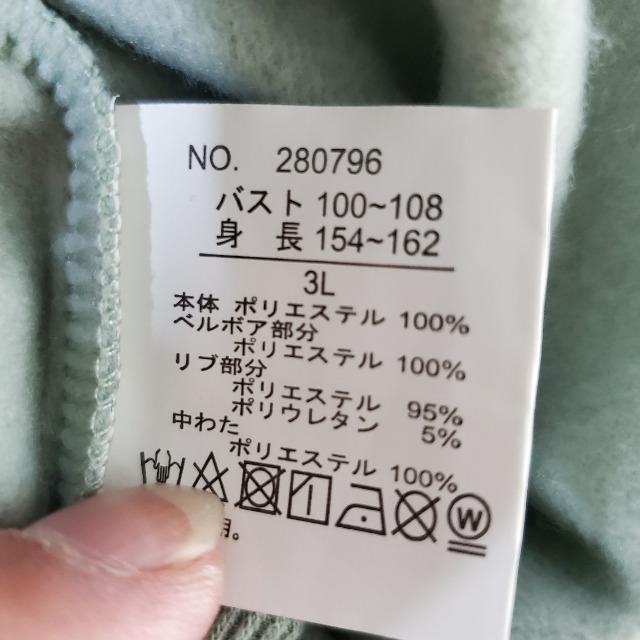 NO. 280796
バスト 100~108
身 長 154~162
3L
本体 ポリエステル 100%
ベルボア部分
ポリエステル 100%
リブ部分
ポリエステル 95%
ポリウレタン 5%
中わた
ポリエステル 100%
W
用。